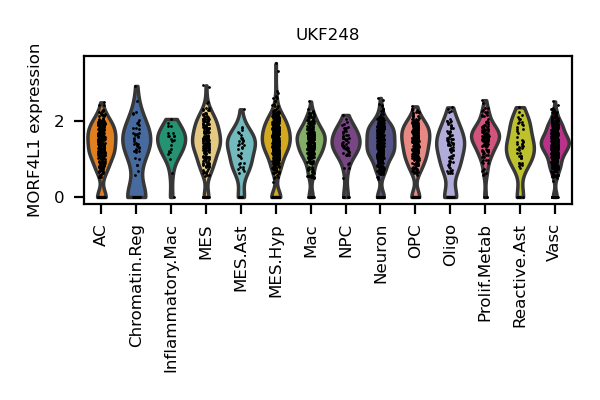 UKF248
MORF4L1 expression
2
0
AC
Chromatin.Reg
Inflammatory.Mac
MES
MES.Ast
MES.Hyp
Mac
NPC
Neuron
OPC
Oligo
Prolif.Metab
Reactive.Ast
Vasc